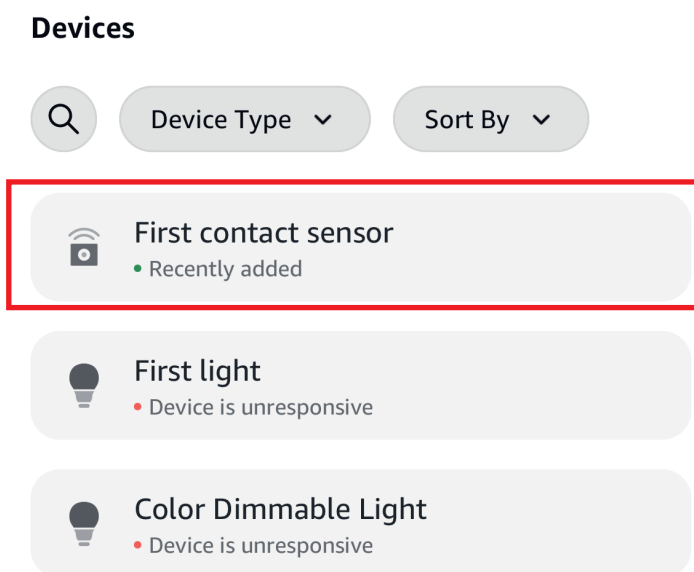 Devices
Device Type
Sort By
First contact sensor
Recently added
First light
Device is unresponsive
Color Dimmable Light
Device is unresponsive